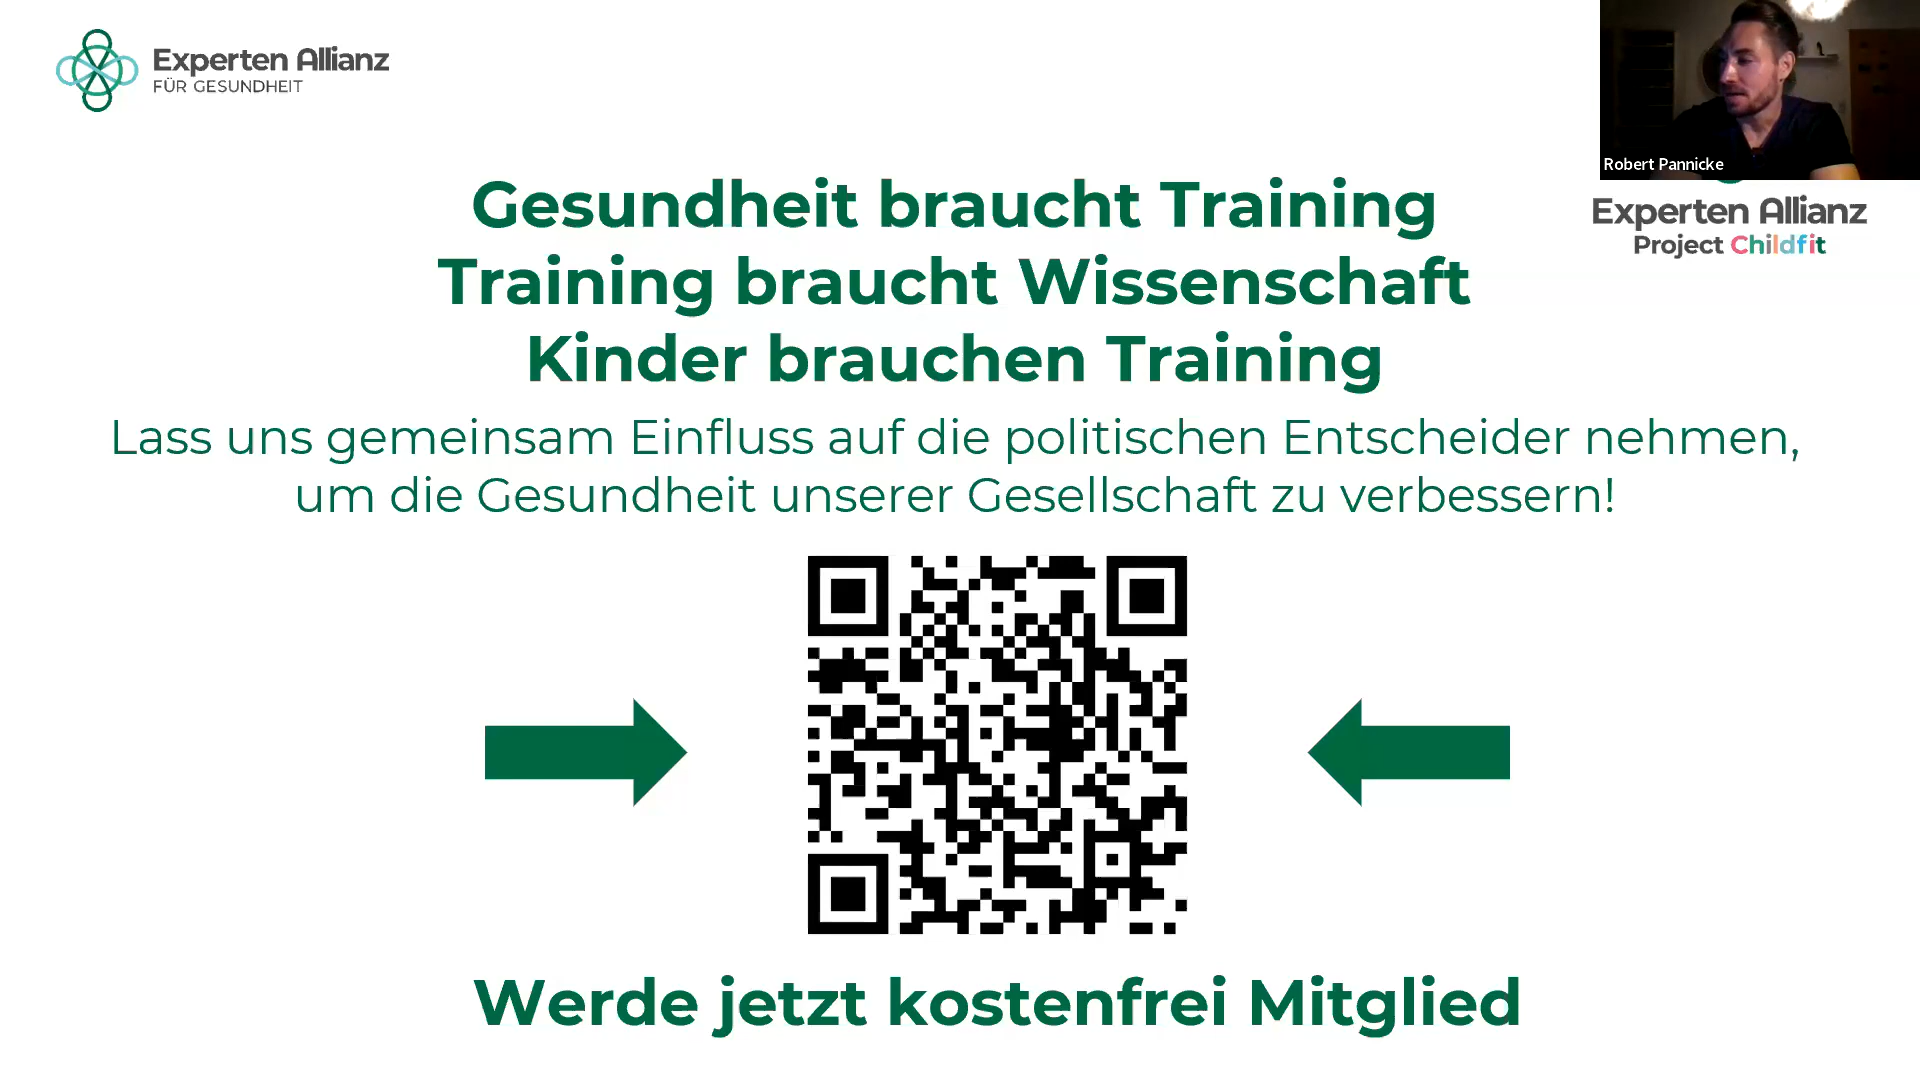 Experten Allianz
FÜR GESUNDHEIT
Robert Pannicke
Experten Allianz
Project Childfit
Gesundheit braucht Training
Training braucht Wissenschaft
Kinder brauchen Training
Lass uns gemeinsam Einfluss auf die politischen Entscheider nehmen,
um die Gesundheit unserer Gesellschaft zu verbessern!
Werde jetzt kostenfrei Mitglied